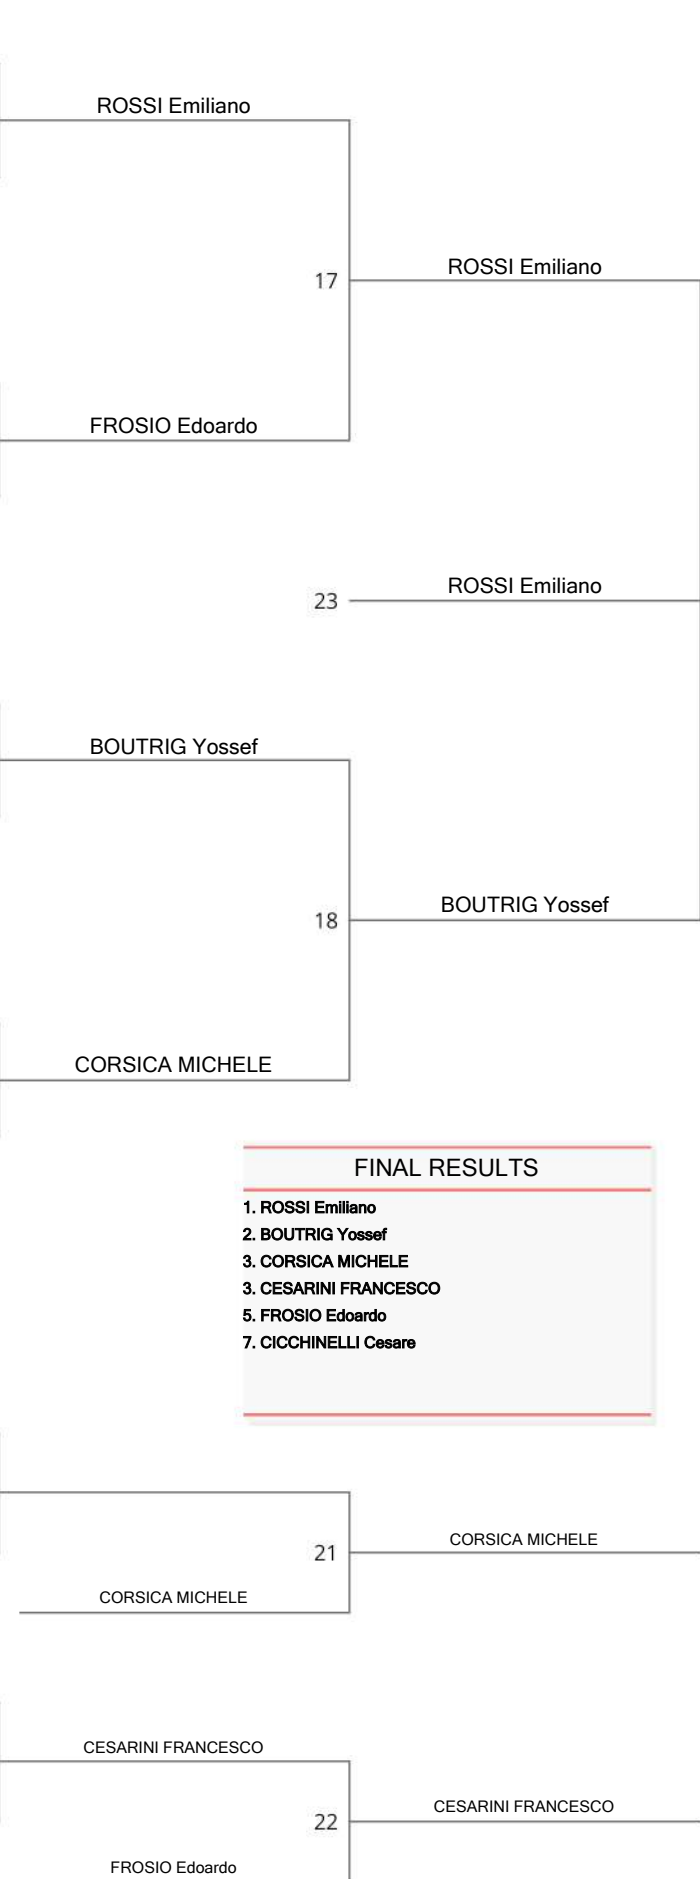 ROSSI Emiliano
17
ROSSI Emiliano
FROSIO Edoardo
23
ROSSI Emiliano
BOUTRIG Yossef
18
BOUTRIG Yossef
CORSICA MICHELE
FINAL RESULTS
1. ROSSI Emiliano
2. BOUTRIG Yossef
3. CORSICA MICHELE
3. CESARINI FRANCESCO
5. FROSIO Edoardo
7. CICCHINELLI Cesare
21
CORSICA MICHELE
CORSICA MICHELE
CESARINI FRANCESCO
22
CESARINI FRANCESCO
FROSIO Edoardo